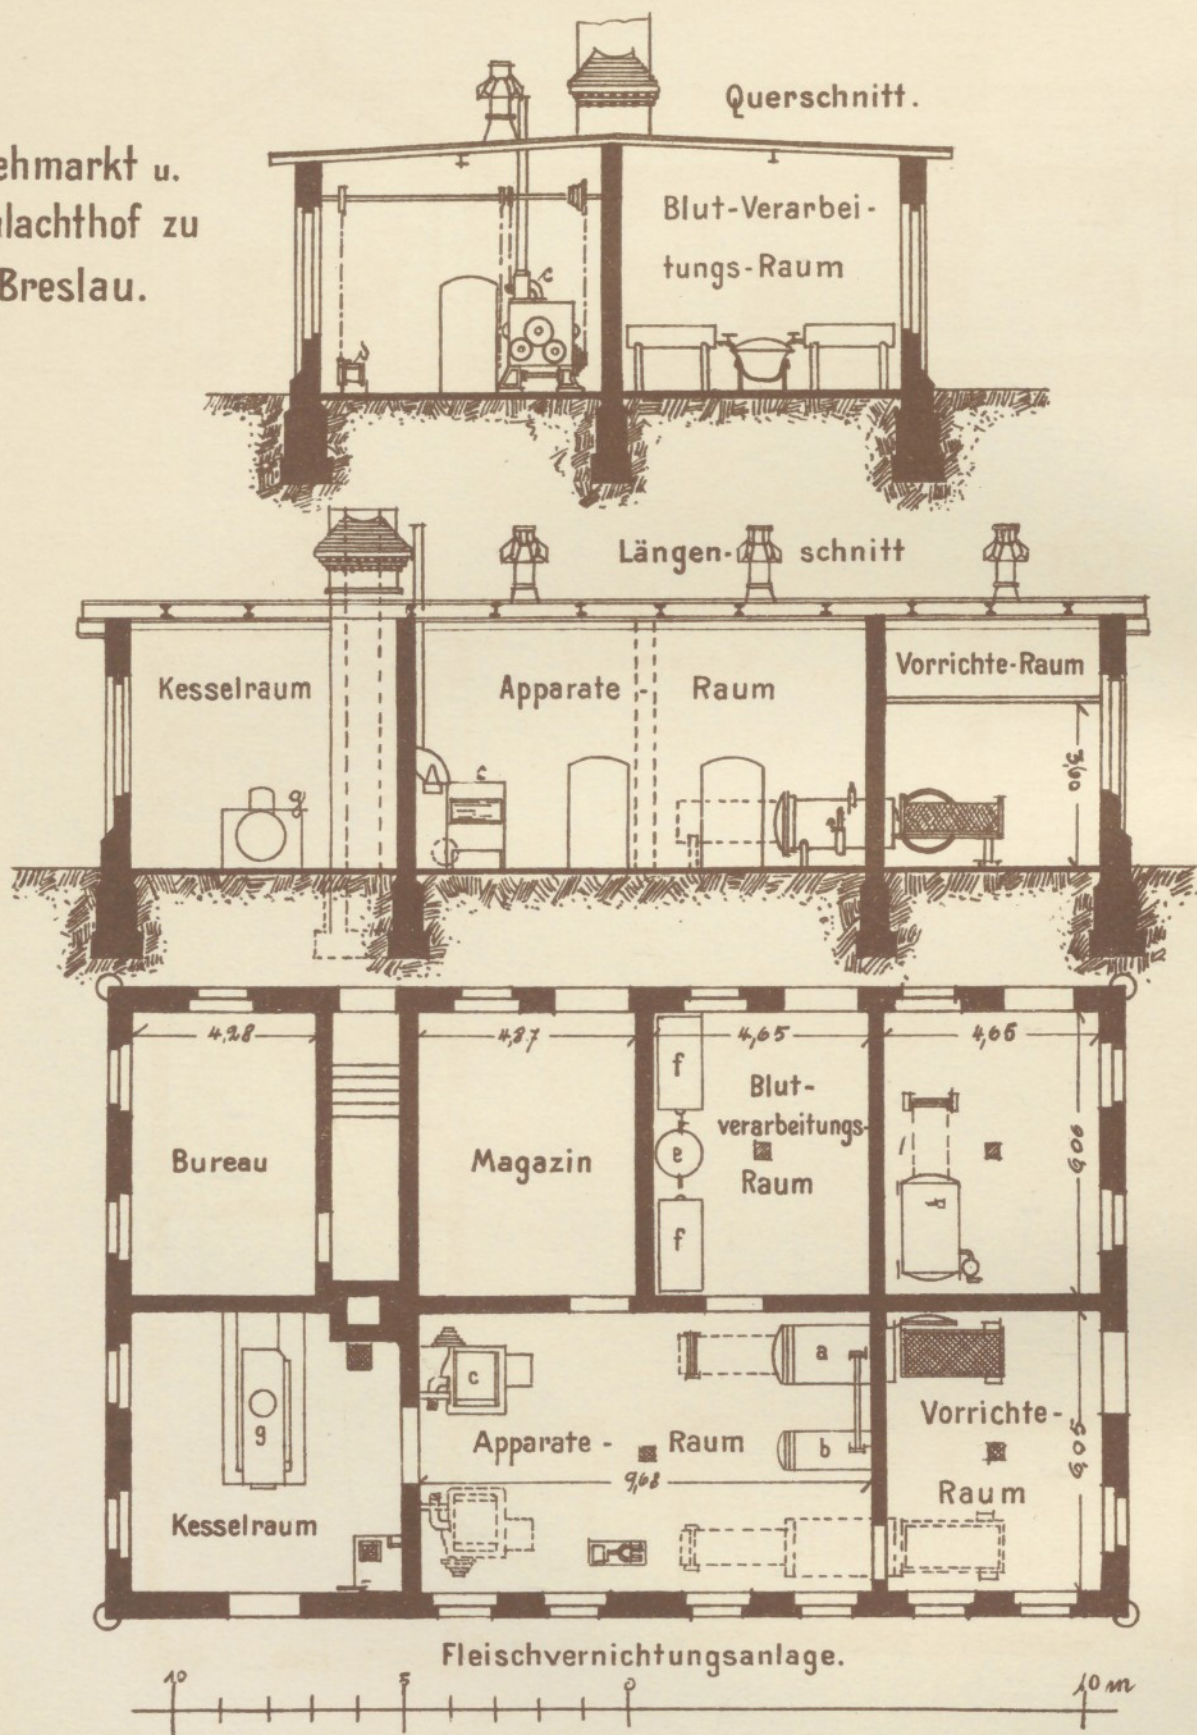 Querschnitt.
ehmarkt u.
lachthof zu
Breslau.
Blut-Verarbei-
tungs-Raum
c
Längen- schnitt
Kesselraum
Apparate - Raum
Vorrichte-Raum
g
c
3,60
4,28
4,87
4,65
4,66
f
Blut-
verarbeitungs-
Raum
e
f
Bureau
Magazin
d
6,06
a
c
b
g
Apparate - Raum
9,68
Vorrichte-
Raum
6,05
Kesselraum
Fleischvernichtungsanlage.
10 5 0 10 m